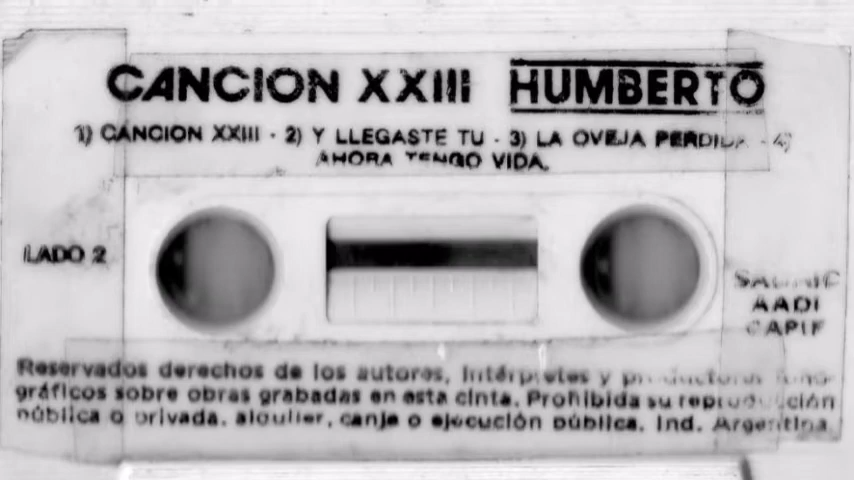 CANCION XXIII HUMBERTO
1) CANCION XXIII - 2) Y LLEGASTE TU - 3) LA OVEJA PERDIDA - 4)
AHORA TENGO VIDA.
LADO 2
SADAIC
AADI
CAPIF
Reservados derechos de los autores, intérpretes y productores fono-
gráficos sobre obras grabadas en esta cinta. Prohibida su reproducción
pública o privada, alquiler, canje o ejecución pública. Ind. Argentina.